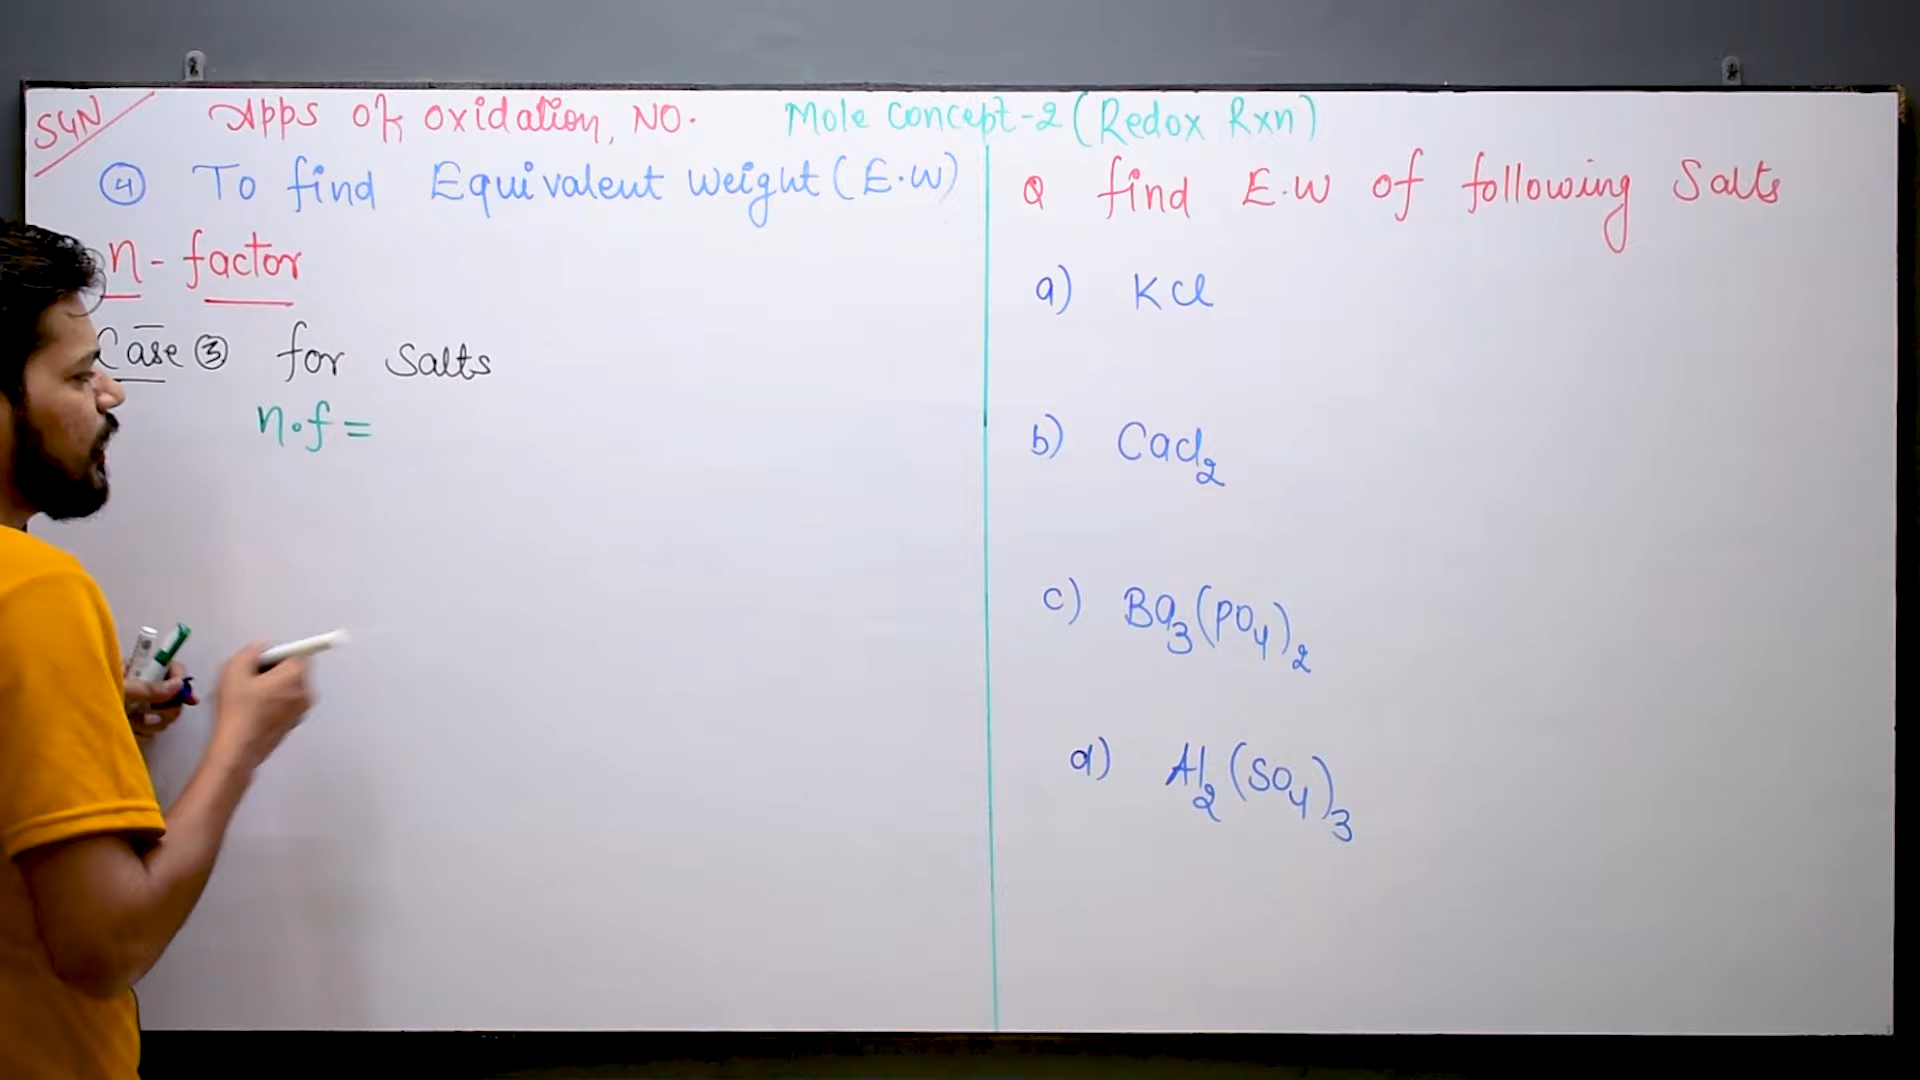 S4N
Apps of oxidation, NO.
Mole Concept-2 (Redox Rxn)
④ To find Equivalent Weight (E.W)
n-factor
Case ③ for Salts
n.f =
Q find E.W of following Salts
a) KCl
b) CaCl₂
c) Ba₃(PO₄)₂
d) Al₂(SO₄)₃